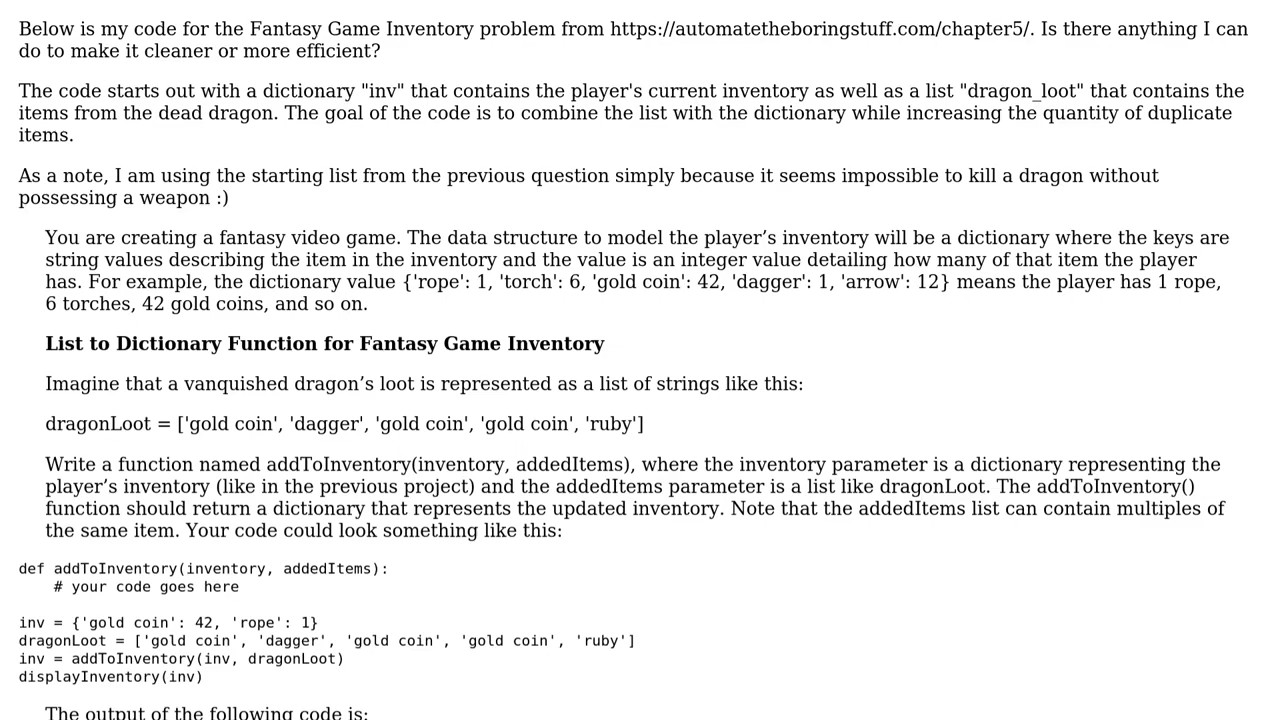 Below is my code for the Fantasy Game Inventory problem from https://automatetheboringstuff.com/chapter5/. Is there anything I can
do to make it cleaner or more efficient?
The code starts out with a dictionary "inv" that contains the player's current inventory as well as a list "dragon_loot" that contains the
items from the dead dragon. The goal of the code is to combine the list with the dictionary while increasing the quantity of duplicate
items.
As a note, I am using the starting list from the previous question simply because it seems impossible to kill a dragon without
possessing a weapon :)
You are creating a fantasy video game. The data structure to model the player’s inventory will be a dictionary where the keys are
string values describing the item in the inventory and the value is an integer value detailing how many of that item the player
has. For example, the dictionary value {'rope': 1, 'torch': 6, 'gold coin': 42, 'dagger': 1, 'arrow': 12} means the player has 1 rope,
6 torches, 42 gold coins, and so on.
List to Dictionary Function for Fantasy Game Inventory
Imagine that a vanquished dragon’s loot is represented as a list of strings like this:
dragonLoot = ['gold coin', 'dagger', 'gold coin', 'gold coin', 'ruby']
Write a function named addToInventory(inventory, addedItems), where the inventory parameter is a dictionary representing the
player’s inventory (like in the previous project) and the addedItems parameter is a list like dragonLoot. The addToInventory()
function should return a dictionary that represents the updated inventory. Note that the addedItems list can contain multiples of
the same item. Your code could look something like this:
def addToInventory(inventory, addedItems):
    # your code goes here
inv = {'gold coin': 42, 'rope': 1}
dragonLoot = ['gold coin', 'dagger', 'gold coin', 'gold coin', 'ruby']
inv = addToInventory(inv, dragonLoot)
displayInventory(inv)
The output of the following code is: